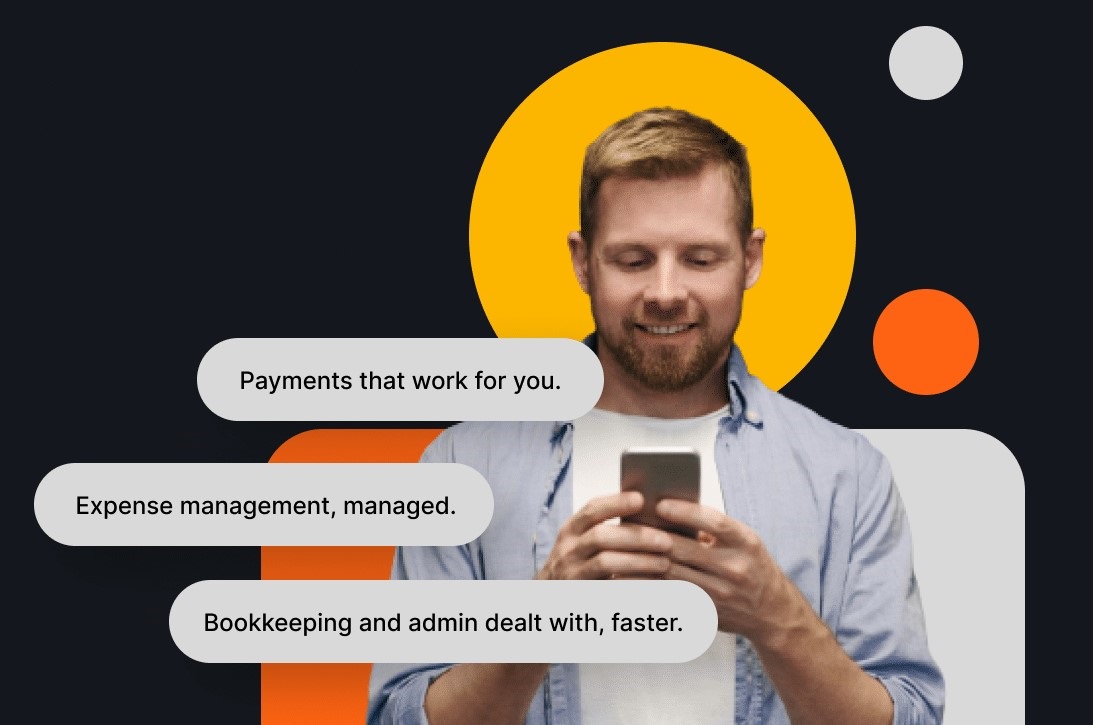 Payments that work for you.
Expense management, managed.
Bookkeeping and admin dealt with, faster.